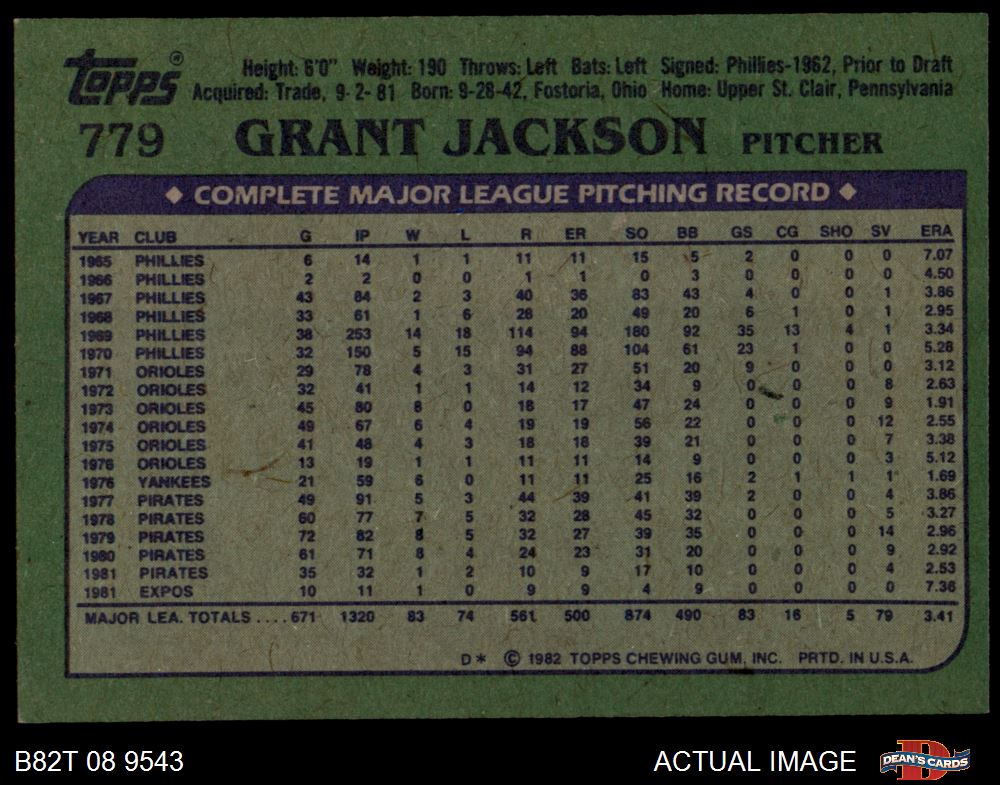 Topps®
Height: 6'0" Weight: 190 Throws: Left Bats: Left Signed: Phillies-1962, Prior to Draft
Acquired: Trade, 9-2-81 Born: 9-28-42, Fostoria, Ohio Home: Upper St. Clair, Pennsylvania
779 GRANT JACKSON PITCHER
◆ COMPLETE MAJOR LEAGUE PITCHING RECORD ◆
YEAR CLUB G IP W L R ER SO BB GS CG SHO SV ERA
1965 PHILLIES 6 14 1 1 11 11 15 5 2 0 0 0 7.07
1966 PHILLIES 2 2 0 0 1 1 0 3 0 0 0 0 4.50
1967 PHILLIES 43 84 2 3 40 36 83 43 4 0 0 1 3.86
1968 PHILLIES 33 61 1 6 28 20 49 20 6 1 0 1 2.95
1969 PHILLIES 38 253 14 18 114 94 180 92 35 13 4 1 3.34
1970 PHILLIES 32 150 5 15 94 88 104 61 23 1 0 0 5.28
1971 ORIOLES 29 78 4 3 31 27 51 20 9 0 0 0 3.12
1972 ORIOLES 32 41 1 1 14 12 34 9 0 0 0 8 2.63
1973 ORIOLES 45 80 8 0 18 17 47 24 0 0 0 9 1.91
1974 ORIOLES 49 67 6 4 19 19 56 22 0 0 0 12 2.55
1975 ORIOLES 41 48 4 3 18 18 39 21 0 0 0 7 3.38
1976 ORIOLES 13 19 1 1 11 11 14 9 0 0 0 3 5.12
1976 YANKEES 21 59 6 0 11 11 25 16 2 1 1 1 1.69
1977 PIRATES 49 91 5 3 44 39 41 39 2 0 0 4 3.86
1978 PIRATES 60 77 7 5 32 28 45 32 0 0 0 5 3.27
1979 PIRATES 72 82 8 5 32 27 39 35 0 0 0 14 2.96
1980 PIRATES 61 71 8 4 24 23 31 20 0 0 0 9 2.92
1981 PIRATES 35 32 1 2 10 9 17 10 0 0 0 4 2.53
1981 EXPOS 10 11 1 0 9 9 4 9 0 0 0 0 7.36
MAJOR LEA. TOTALS .... 671 1320 83 74 561 500 874 490 83 16 5 79 3.41
D* © 1982 TOPPS CHEWING GUM, INC. PRTD. IN U.S.A.
B82T 08 9543 ACTUAL IMAGE DEAN'S CARDS